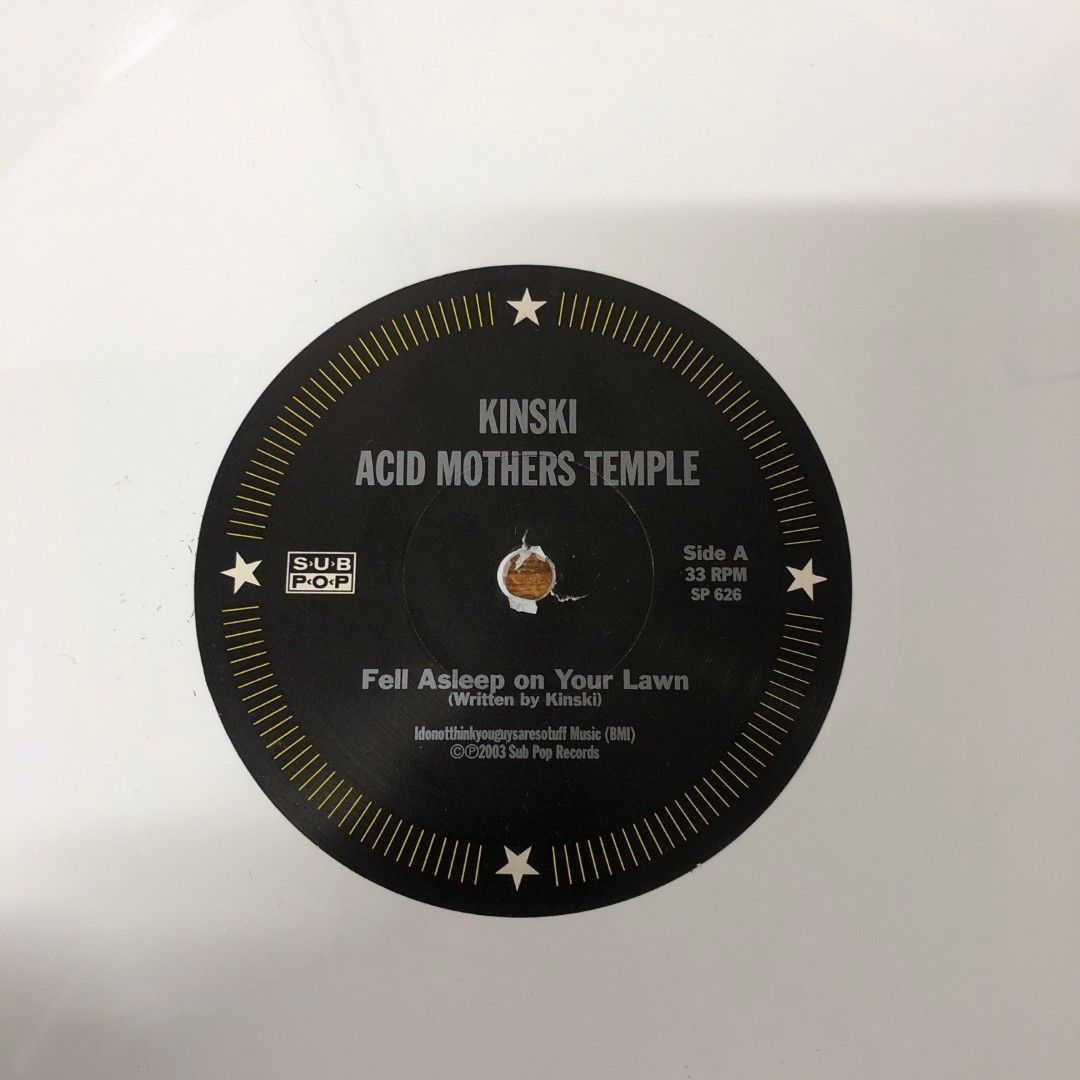 KINSKI
ACID MOTHERS TEMPLE
S›U›B
P‹O‹P
Side A
33 RPM
SP 626
Fell Asleep on Your Lawn
(Written by Kinski)
Idonotthinkyouguysaresotuff Music (BMI)
©℗2003 Sub Pop Records